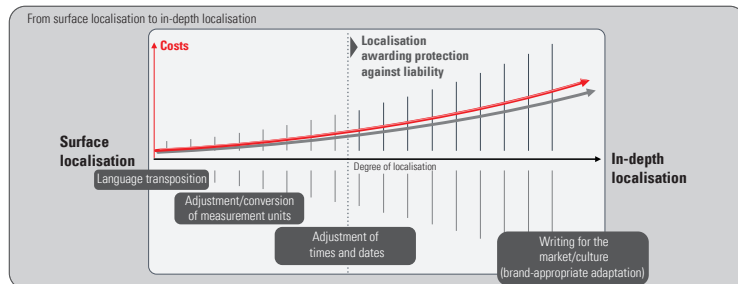 From surface localisation to in-depth localisation
Costs
Localisation
awarding protection
against liability
Surface
localisation
Degree of localisation
In-depth
localisation
Language transposition
Adjustment/conversion
of measurement units
Adjustment of
times and dates
Writing for the
market/culture
(brand-appropriate adaptation)